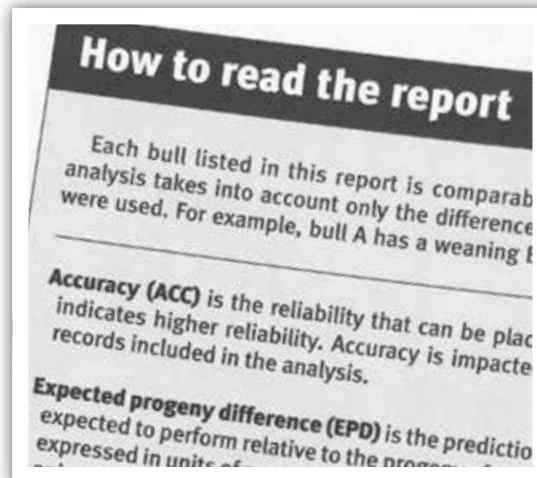 How to read the report
Each bull listed in this report is comparab
analysis takes into account only the difference
were used. For example, bull A has a weaning E
Accuracy (ACC) is the reliability that can be plac
indicates higher reliability. Accuracy is impacte
records included in the analysis.
Expected progeny difference (EPD) is the predictio
expected to perform relative to the progeny
expressed in units of